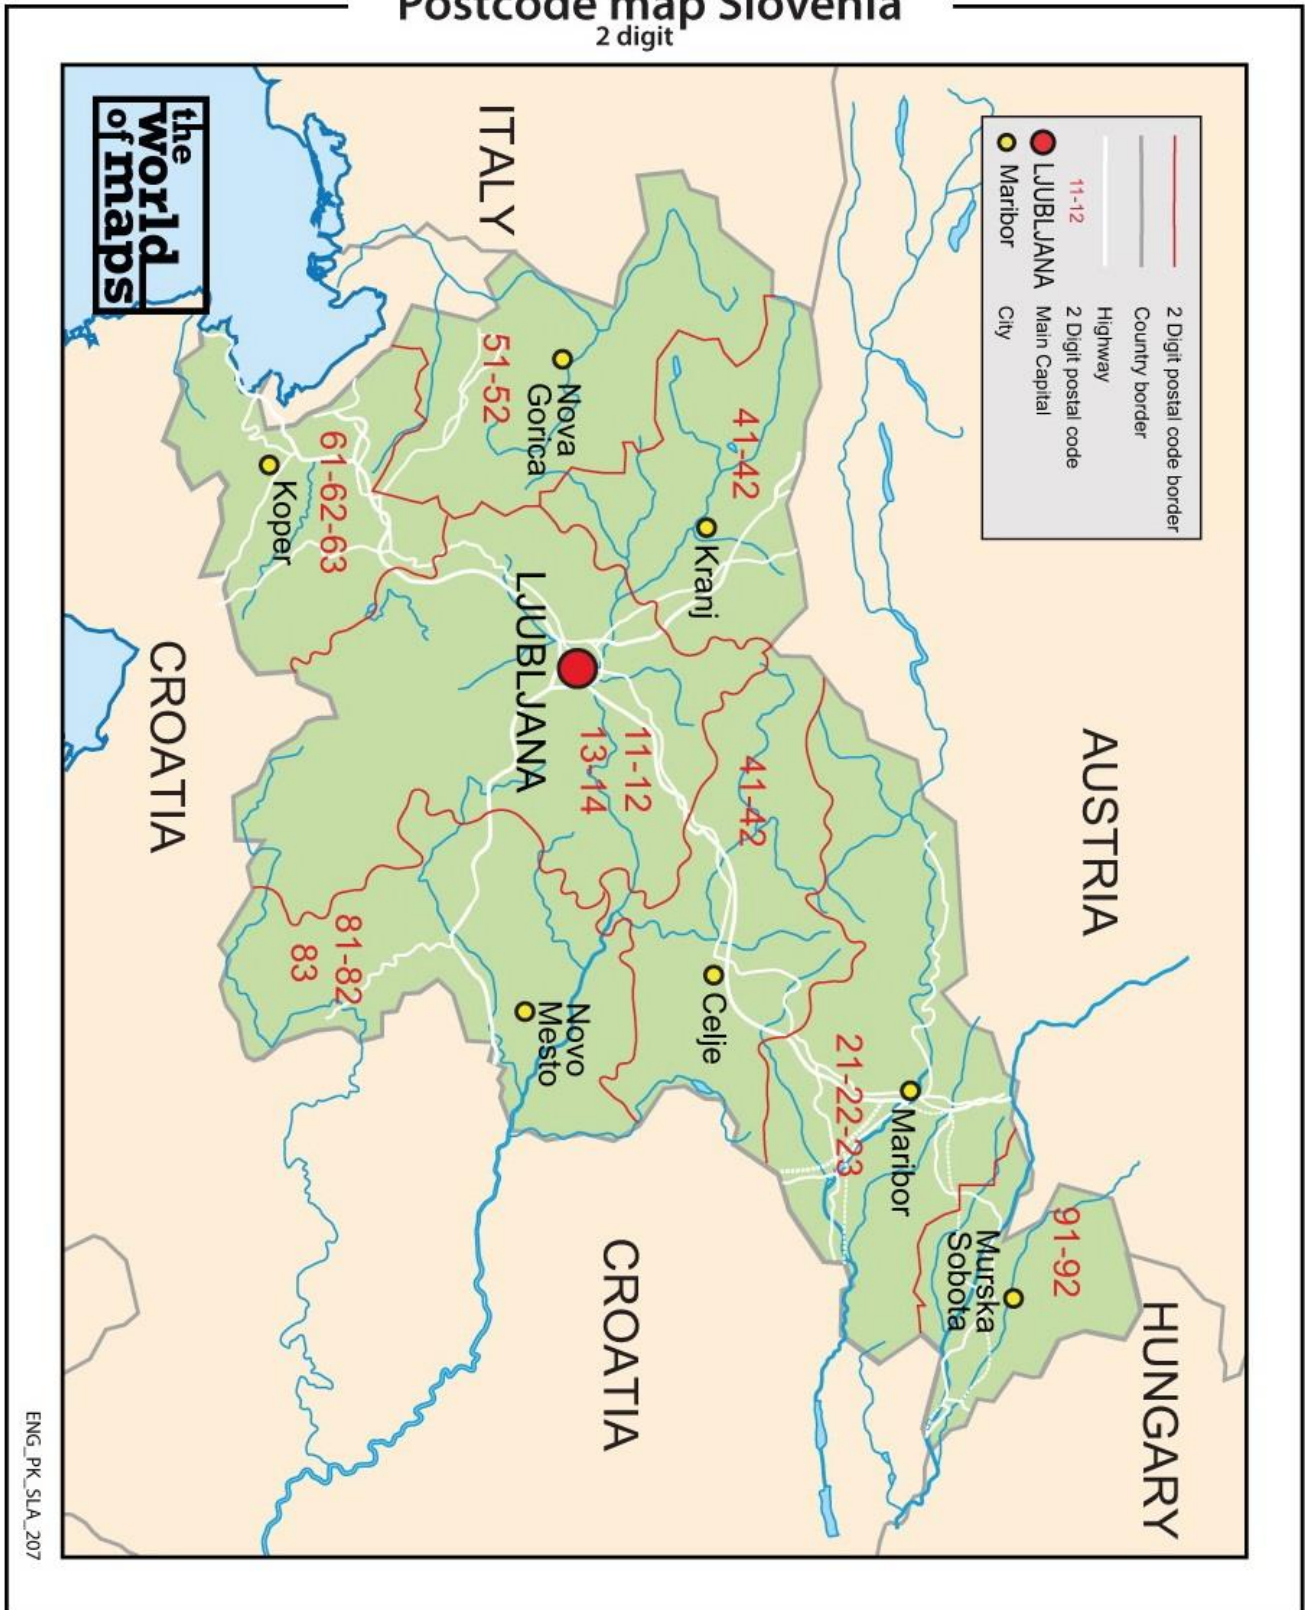 Postcode map Slovenia
2 digit
2 Digit postal code border
Country border
Highway
11-12
2 Digit postal code
LJUBLJANA
Main Capital
Maribor
City
the
world
of maps
ITALY
AUSTRIA
HUNGARY
CROATIA
CROATIA
41-42
Kranj
51-52
Nova
Gorica
61-62-63
Koper
LJUBLJANA
11-12
13-14
41-42
Celje
21-22-23
Maribor
91-92
Murska
Sobota
Novo
Mesto
81-82
83
ENG_PK_SLA_207